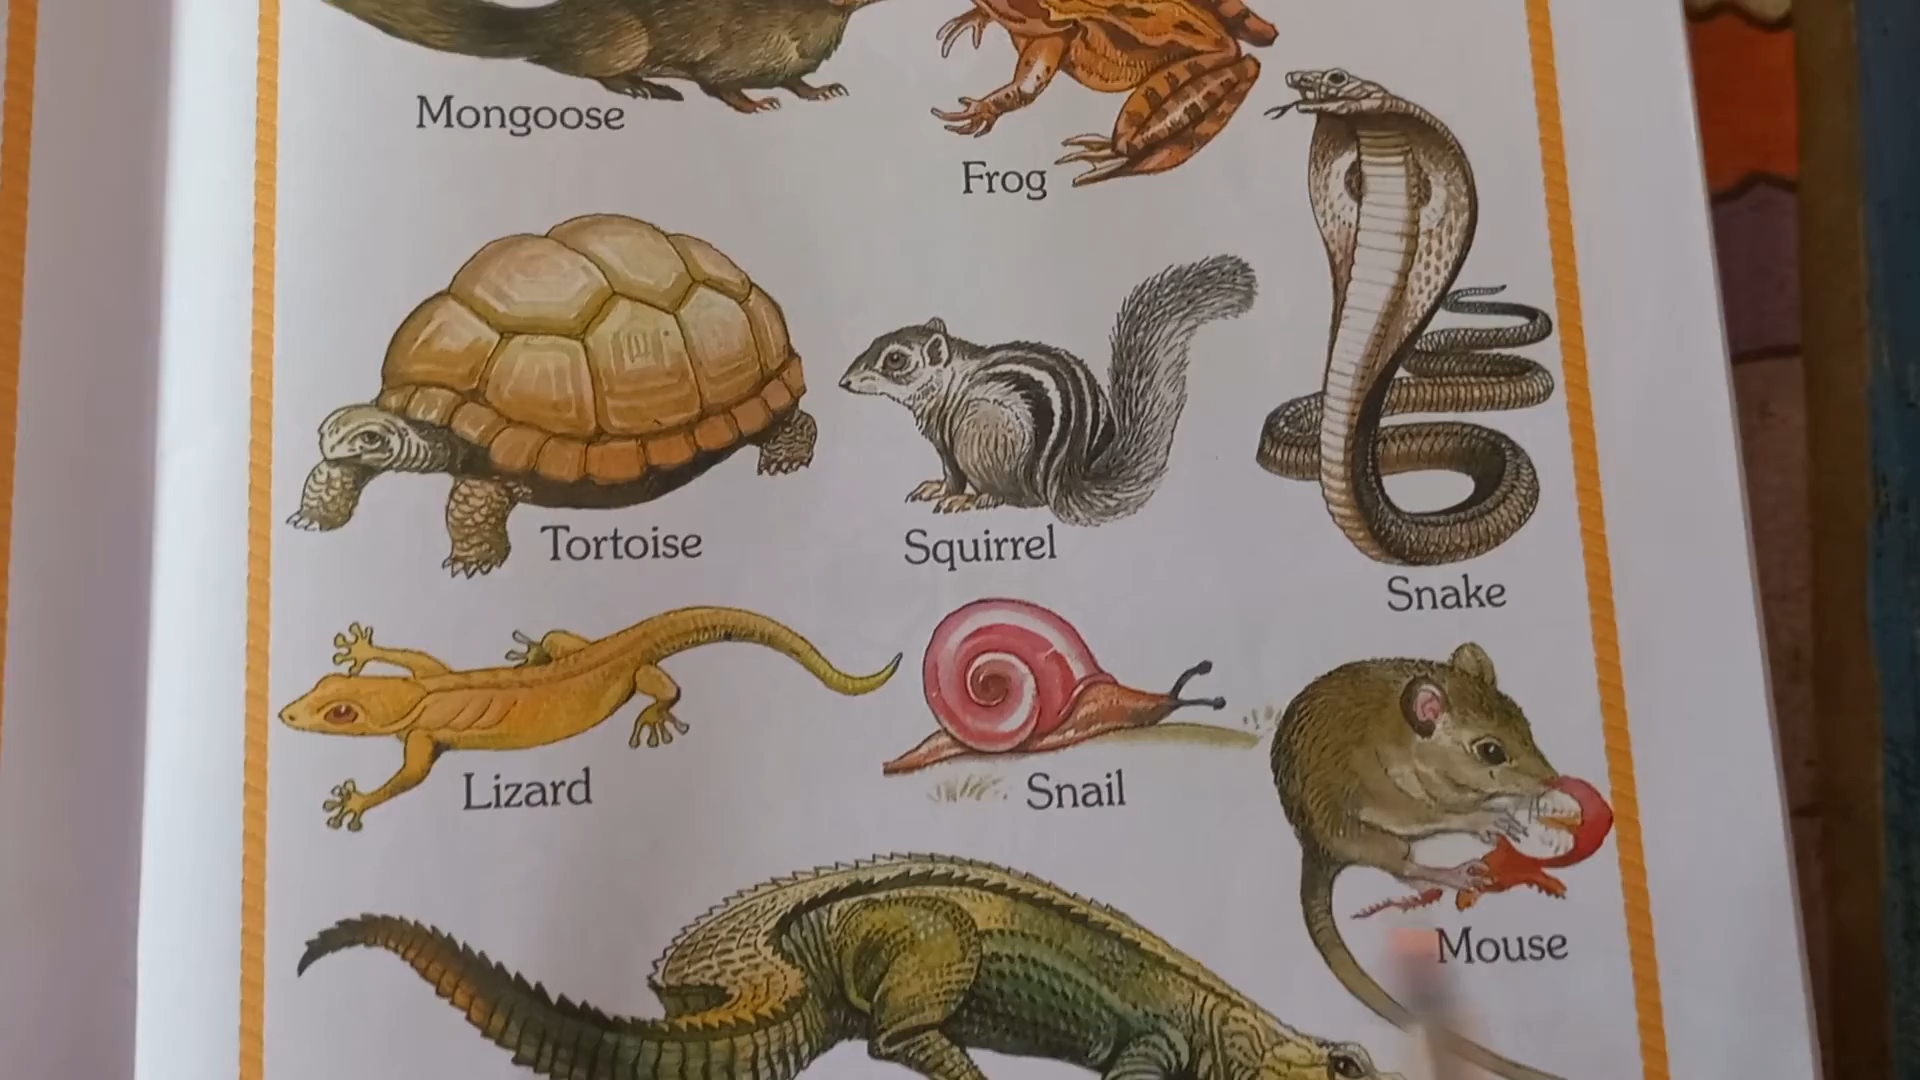 Mongoose
Frog
Tortoise
Squirrel
Snake
Lizard
Snail
Mouse